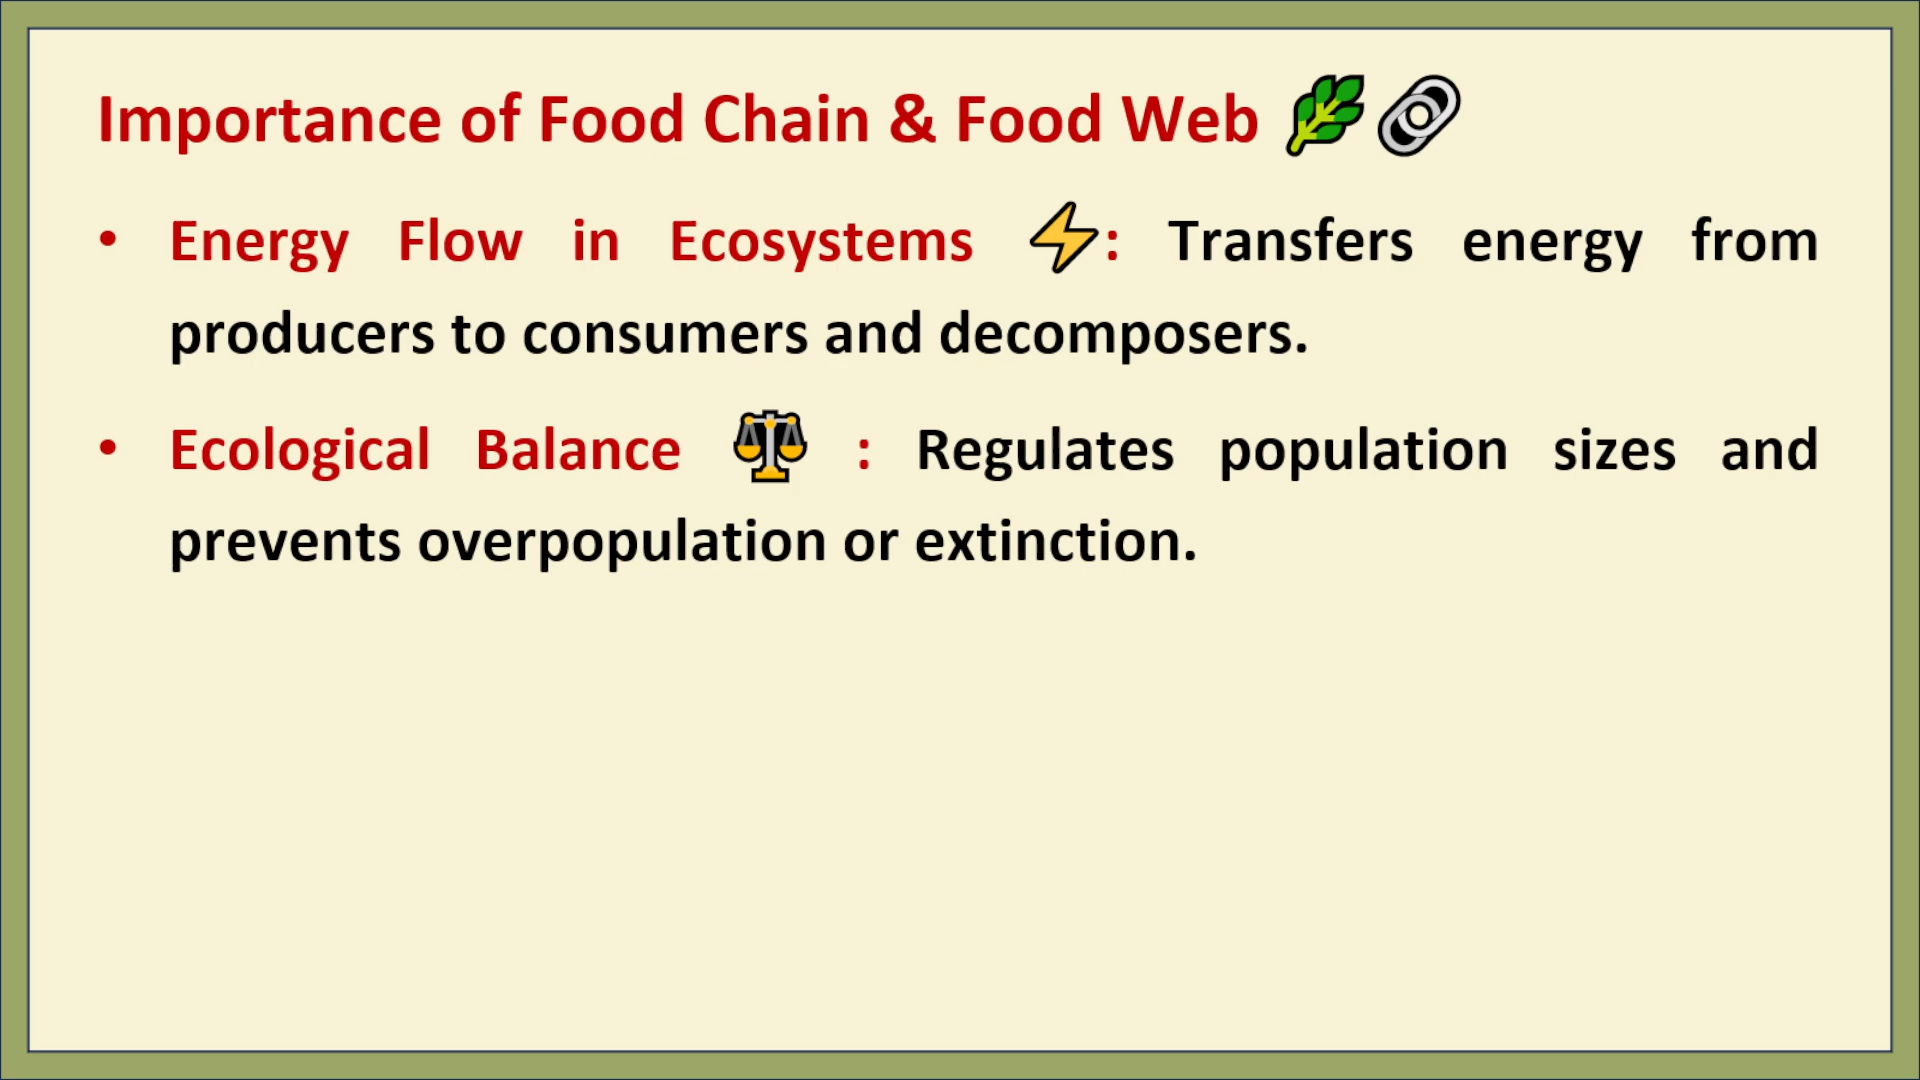 Importance of Food Chain & Food Web 🌿🔗
• Energy Flow in Ecosystems ⚡: Transfers energy from
producers to consumers and decomposers.
• Ecological Balance ⚖ : Regulates population sizes and
prevents overpopulation or extinction.